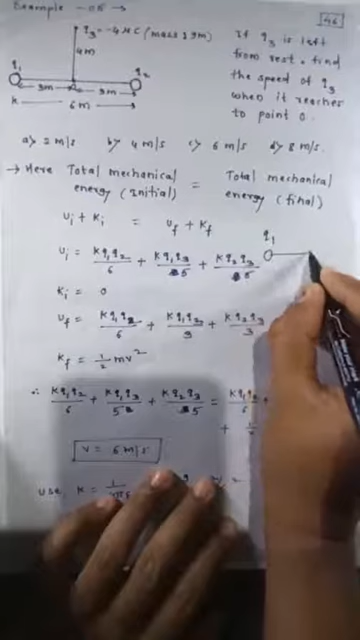 Example - 05
46
q3 = -4 μC (mass
4m
q1
q2
3m 3m
6 m
If q3 is left
from rest. find
the speed of q3
when it reaches
to point O.
a) 2 m/s b) 4 m/s c) 6 m/s d) 8 m/s.
→ Here Total mechanical energy (initial) = Total mechanical energy (final)
Ui + Ki = Uf + Kf
Ui = Kq1q2/6 + Kq1q3/5 + Kq2q3/5
q1
Ki = 0
Uf = Kq1q2/6 + Kq1q3/3 + Kq2q3/3
Kf = 1/2 mv²
∴ Kq1q2/6 + Kq1q3/5 + Kq2q3/5 = Kq1q2/6
+
v = 6 m/s
use, K = 1